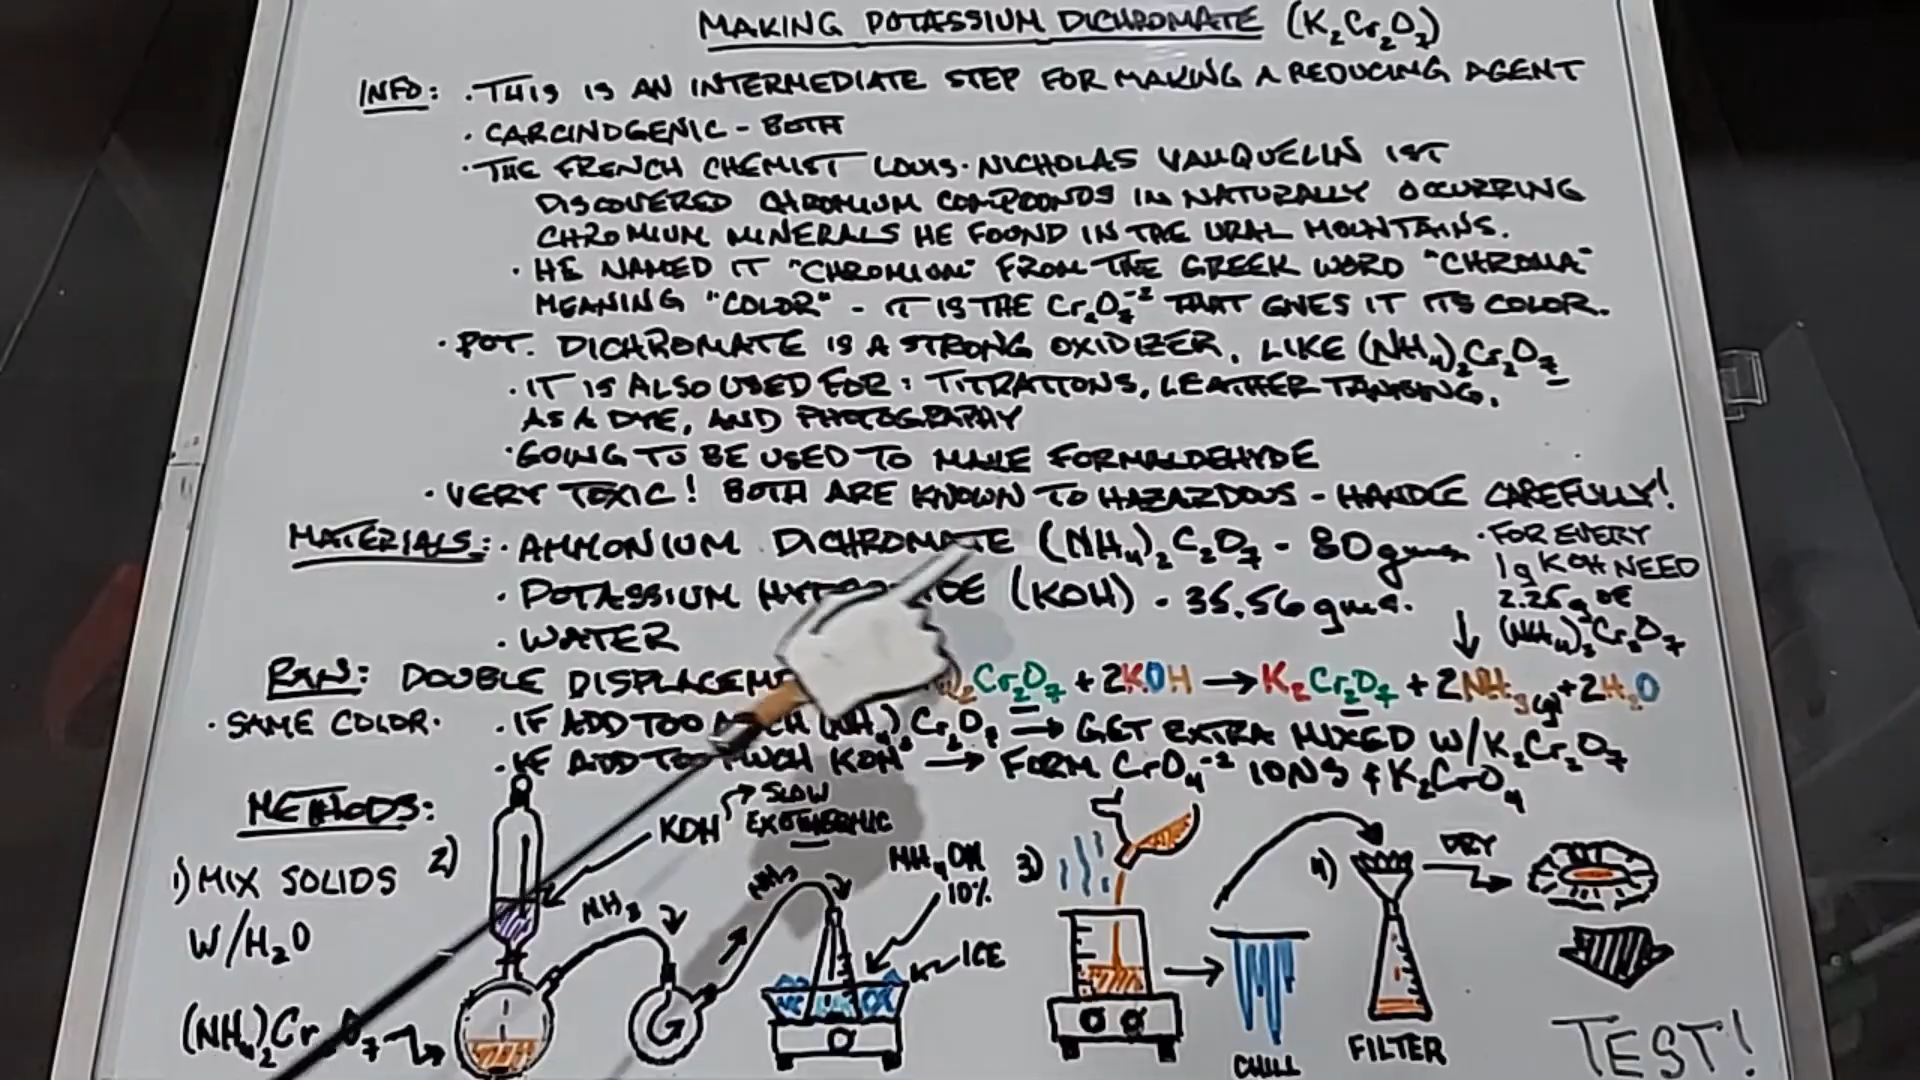 MAKING POTASSIUM DICHROMATE (K₂Cr₂O₇)
INFO: · THIS IS AN INTERMEDIATE STEP FOR MAKING A REDUCING AGENT
· CARCINOGENIC - BOTH
· THE FRENCH CHEMIST LOUIS-NICHOLAS VAUQUELIN 1ST
DISCOVERED CHROMIUM COMPOUNDS IN NATURALLY OCCURRING
CHROMIUM MINERALS HE FOUND IN THE URAL MOUNTAINS.
· HE NAMED IT "CHROMIUM" FROM THE GREEK WORD "CHROMA"
MEANING "COLOR" - IT IS THE Cr₂O₇⁻² THAT GIVES IT ITS COLOR.
· POT. DICHROMATE IS A STRONG OXIDIZER, LIKE (NH₄)₂Cr₂O₇
· IT IS ALSO USED FOR: TITRATIONS, LEATHER TANNING,
AS A DYE, AND PHOTOGRAPHY
· GOING TO BE USED TO MAKE FORMALDEHYDE
· VERY TOXIC! BOTH ARE KNOWN TO HAZAZDOUS - HANDLE CAREFULLY!
MATERIALS: · AMMONIUM DICHROMATE (NH₄)₂C₂O₇ - 80 gms
· POTASSIUM (KOH) - 35.56 gms.
· WATER
· FOR EVERY
1g KOH NEED
2.25g OF
(NH₄)₂Cr₂O₇
RXN: DOUBLE DISPLACEM )₂Cr₂O₇ + 2KOH → K₂Cr₂O₇ + 2NH₃(g) + 2H₂O
· SAME COLOR · · IF ADD TOO MUCH (NH₄)₂Cr₂O₇ → GET EXTRA MIXED W/K₂Cr₂O₇
· IF ADD TOO MUCH KOH → FORM CrO₄⁻² IONS & K₂CrO₄
METHODS:
1) MIX SOLIDS
W/H₂O
(NH₄)₂Cr₂O₇
2)
KOH → SLOW
EXOTHERMIC
NH₃
NH₃
NH₄OH
10%
ICE
3)
CHILL
4)
FILTER
DRY
TEST!